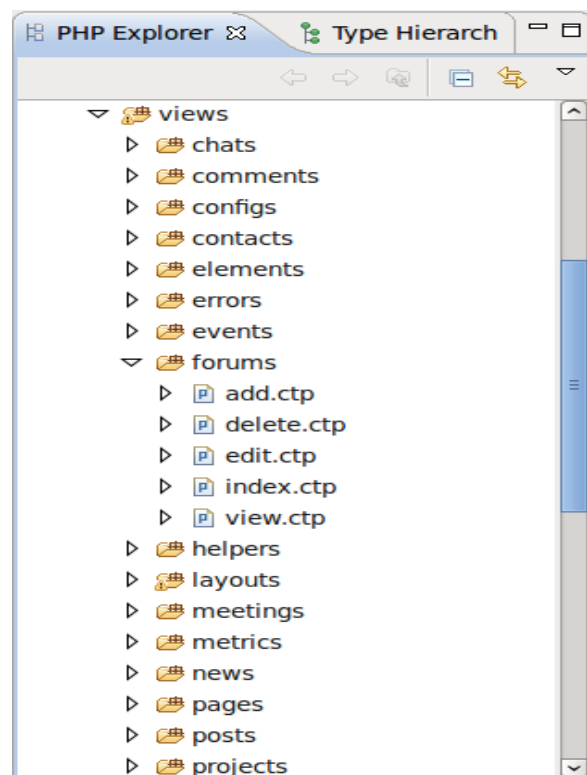 PHP Explorer Type Hierarch
views
chats
comments
configs
contacts
elements
errors
events
forums
add.ctp
delete.ctp
edit.ctp
index.ctp
view.ctp
helpers
layouts
meetings
metrics
news
pages
posts
projects